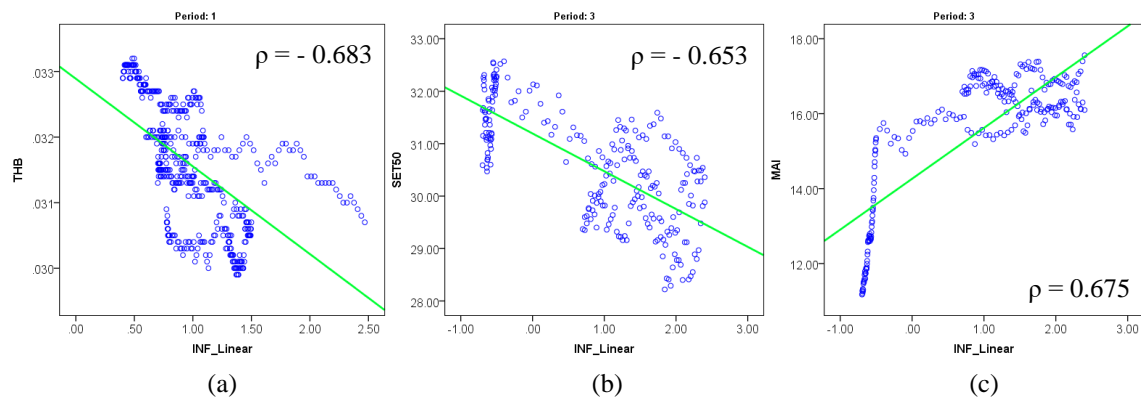 Period: 1
ρ = - 0.683
THB
.033
.032
.031
.030
.00 .50 1.00 1.50 2.00 2.50
INF_Linear
(a)
Period: 3
ρ = - 0.653
SET50
33.00
32.00
31.00
30.00
29.00
28.00
-1.00 .00 1.00 2.00 3.00
INF_Linear
(b)
Period: 3
MAI
18.00
16.00
14.00
12.00
ρ = 0.675
-1.00 .00 1.00 2.00 3.00
INF_Linear
(c)